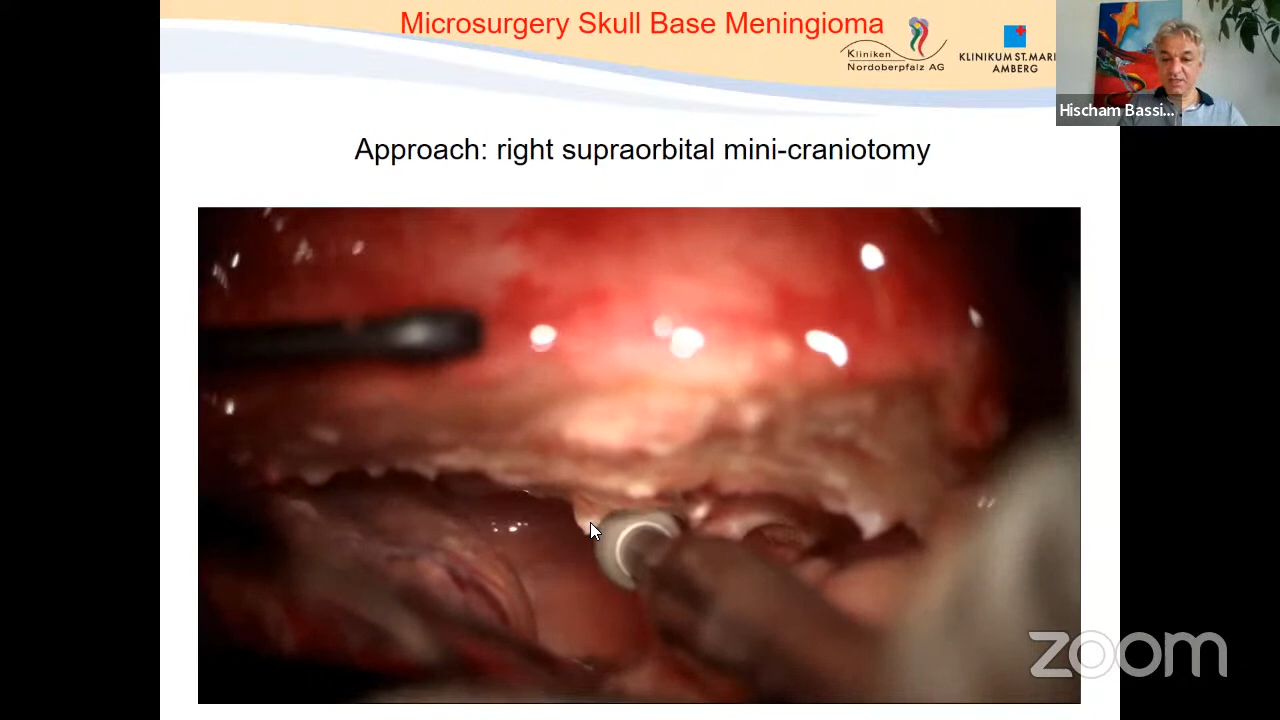 Microsurgery Skull Base Meningioma
Kliniken
Nordoberpfalz AG
KLINIKUM ST.MARI
AMBERG
Hischam Bassi...
Approach: right supraorbital mini-craniotomy
zoom